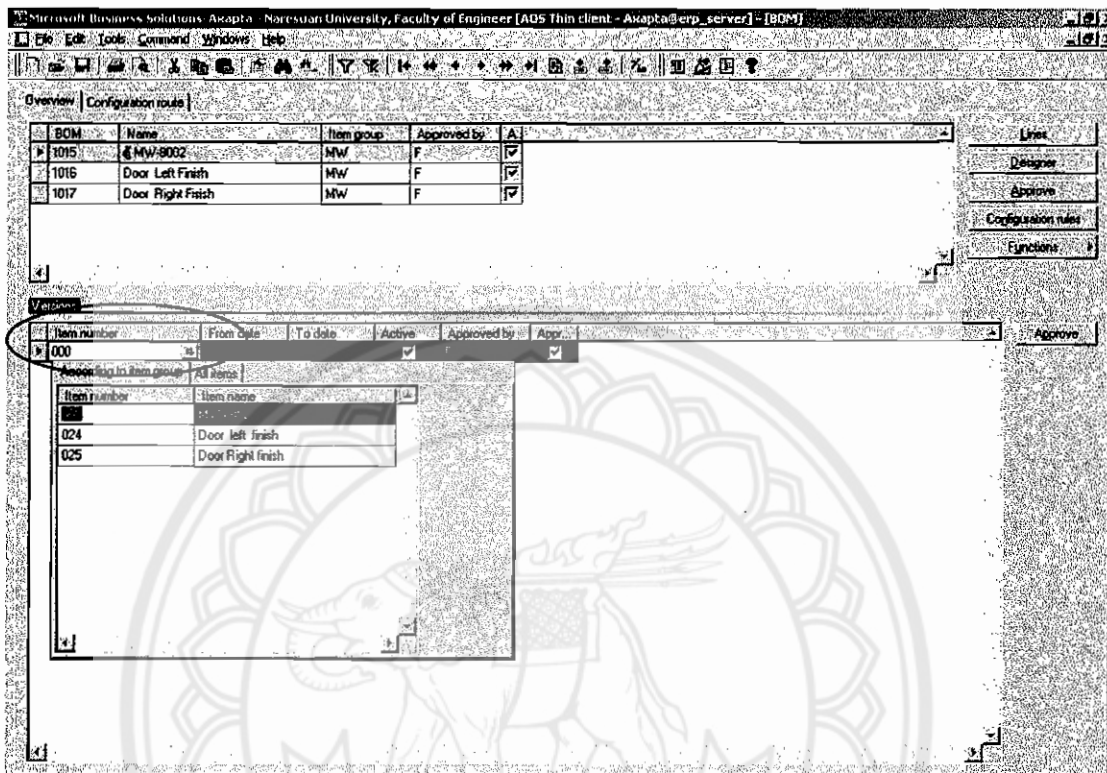 Microsoft Business Solutions-Axapta - Naresuan University, Faculty of Engineer [AOS Thin client - Axapta@erp_server] - [BOM]
File Edit Tools Command Windows Help
Overview Configuration route
BOM Name Item group Approved by A
1015 MW-8002 MW F
1016 Door Left Finish MW F
1017 Door Right Finish MW F
Lines
Designer
Approve
Configuration rules
Functions
Versions
Item number From date To date Active Approved by Appr...
000
Approve
According to item group All items
Item number Item name
024 Door left finish
025 Door Right finish